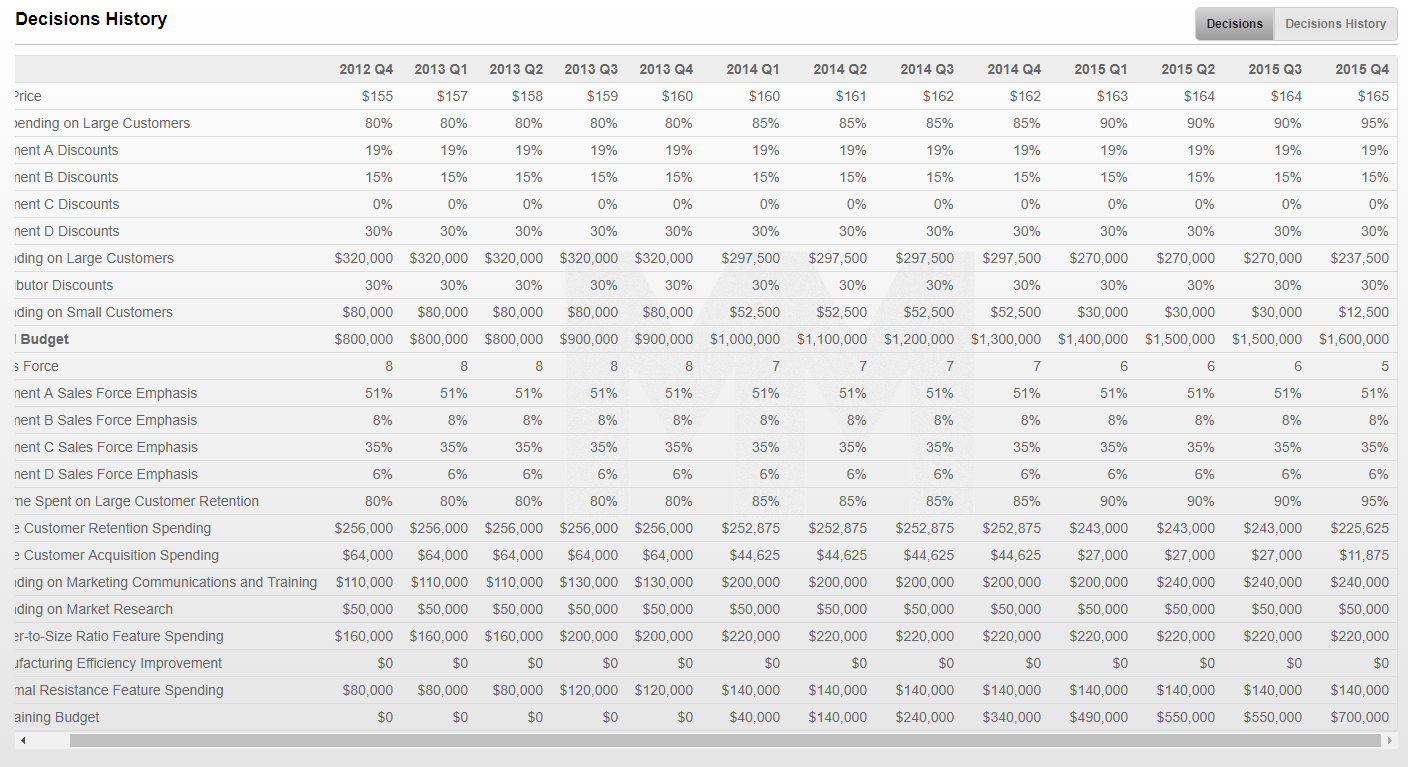 Decisions History
Decisions Decisions History
2012 Q4 2013 Q1 2013 Q2 2013 Q3 2013 Q4 2014 Q1 2014 Q2 2014 Q3 2014 Q4 2015 Q1 2015 Q2 2015 Q3 2015 Q4
Price $155 $157 $158 $159 $160 $160 $161 $162 $162 $163 $164 $164 $165
pending on Large Customers 80% 80% 80% 80% 80% 85% 85% 85% 85% 90% 90% 90% 95%
ment A Discounts 19% 19% 19% 19% 19% 19% 19% 19% 19% 19% 19% 19% 19%
ment B Discounts 15% 15% 15% 15% 15% 15% 15% 15% 15% 15% 15% 15% 15%
ment C Discounts 0% 0% 0% 0% 0% 0% 0% 0% 0% 0% 0% 0% 0%
ment D Discounts 30% 30% 30% 30% 30% 30% 30% 30% 30% 30% 30% 30% 30%
nding on Large Customers $320,000 $320,000 $320,000 $320,000 $320,000 $297,500 $297,500 $297,500 $297,500 $270,000 $270,000 $270,000 $237,500
ibutor Discounts 30% 30% 30% 30% 30% 30% 30% 30% 30% 30% 30% 30% 30%
nding on Small Customers $80,000 $80,000 $80,000 $80,000 $80,000 $52,500 $52,500 $52,500 $52,500 $30,000 $30,000 $30,000 $12,500
l Budget $800,000 $800,000 $800,000 $900,000 $900,000 $1,000,000 $1,100,000 $1,200,000 $1,300,000 $1,400,000 $1,500,000 $1,500,000 $1,600,000
s Force 8 8 8 8 8 7 7 7 7 6 6 6 5
ment A Sales Force Emphasis 51% 51% 51% 51% 51% 51% 51% 51% 51% 51% 51% 51% 51%
ment B Sales Force Emphasis 8% 8% 8% 8% 8% 8% 8% 8% 8% 8% 8% 8% 8%
ment C Sales Force Emphasis 35% 35% 35% 35% 35% 35% 35% 35% 35% 35% 35% 35% 35%
ment D Sales Force Emphasis 6% 6% 6% 6% 6% 6% 6% 6% 6% 6% 6% 6% 6%
me Spent on Large Customer Retention 80% 80% 80% 80% 80% 85% 85% 85% 85% 90% 90% 90% 95%
e Customer Retention Spending $256,000 $256,000 $256,000 $256,000 $256,000 $252,875 $252,875 $252,875 $252,875 $243,000 $243,000 $243,000 $225,625
e Customer Acquisition Spending $64,000 $64,000 $64,000 $64,000 $64,000 $44,625 $44,625 $44,625 $44,625 $27,000 $27,000 $27,000 $11,875
nding on Marketing Communications and Training $110,000 $110,000 $110,000 $130,000 $130,000 $200,000 $200,000 $200,000 $200,000 $200,000 $240,000 $240,000 $240,000
nding on Market Research $50,000 $50,000 $50,000 $50,000 $50,000 $50,000 $50,000 $50,000 $50,000 $50,000 $50,000 $50,000 $50,000
er-to-Size Ratio Feature Spending $160,000 $160,000 $160,000 $200,000 $200,000 $220,000 $220,000 $220,000 $220,000 $220,000 $220,000 $220,000 $220,000
ufacturing Efficiency Improvement $0 $0 $0 $0 $0 $0 $0 $0 $0 $0 $0 $0 $0
mal Resistance Feature Spending $80,000 $80,000 $80,000 $120,000 $120,000 $140,000 $140,000 $140,000 $140,000 $140,000 $140,000 $140,000 $140,000
aining Budget $0 $0 $0 $0 $0 $40,000 $140,000 $240,000 $340,000 $490,000 $550,000 $550,000 $700,000